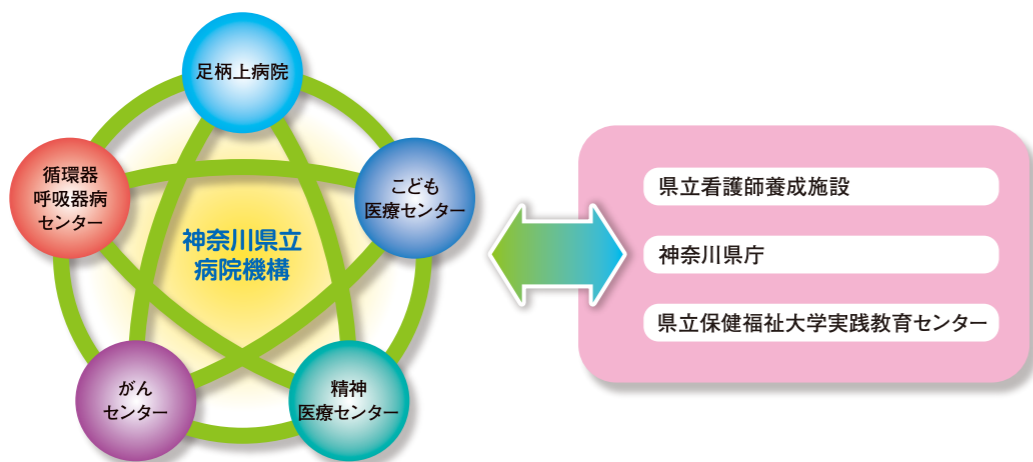 足柄上病院
循環器
呼吸器病
センター
こども
医療センター
神奈川県立
病院機構
がん
センター
精神
医療センター
県立看護師養成施設
神奈川県庁
県立保健福祉大学実践教育センター